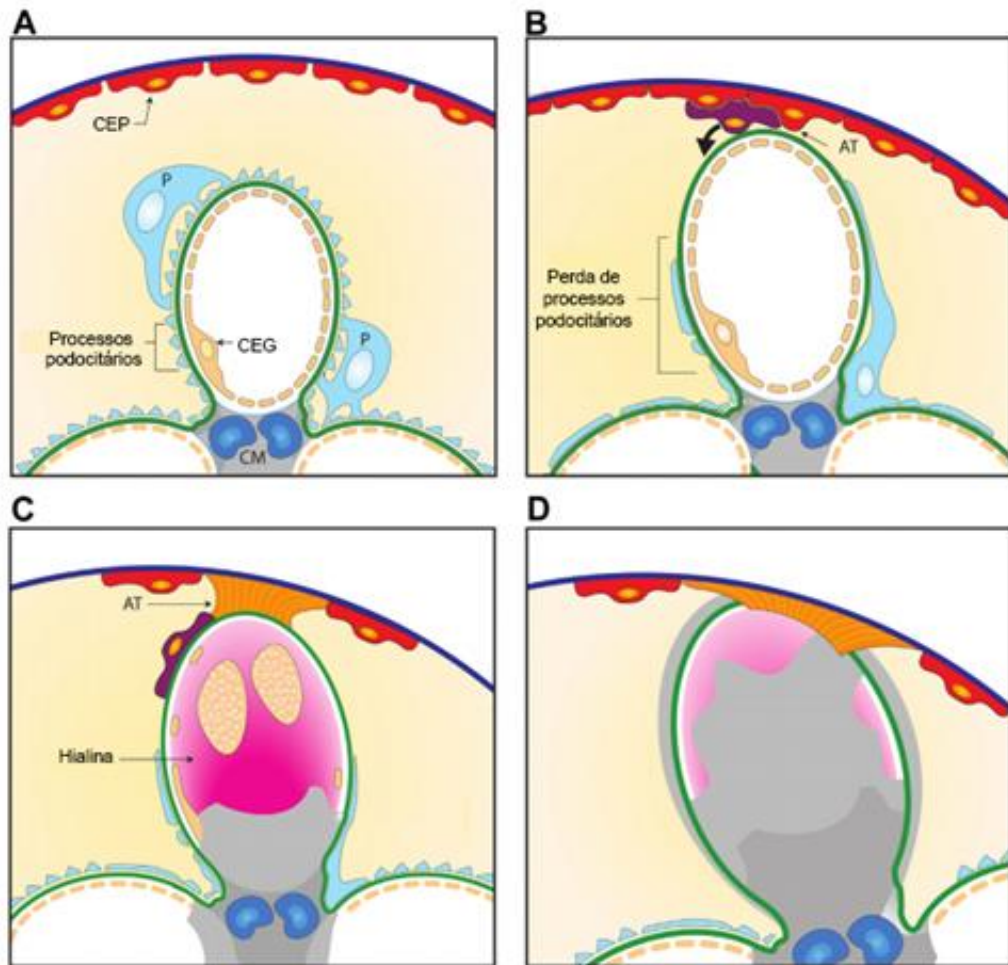 A
CEP
P
Processos
podocitários
CEG
P
CM
B
AT
Perda de
processos
podocitários
C
AT
Hialina
D